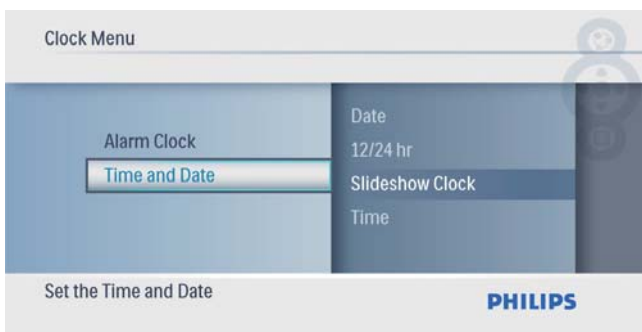 Clock Menu
Alarm Clock
Time and Date
Date
12/24 hr
Slideshow Clock
Time
Set the Time and Date
PHILIPS